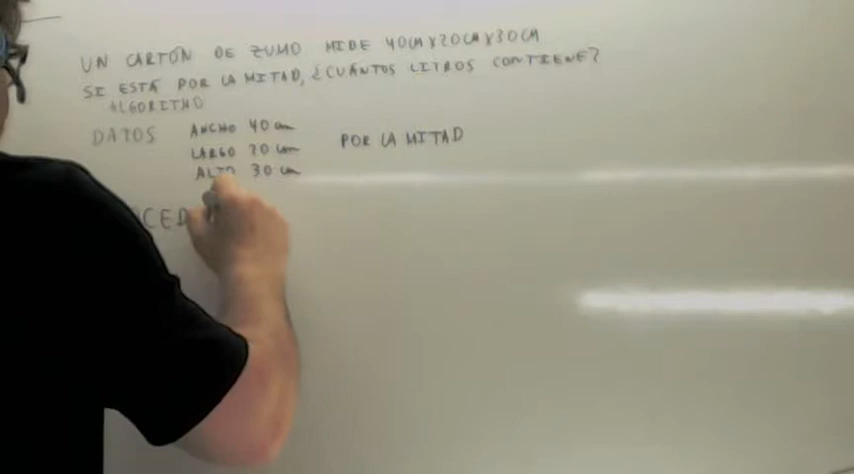 UN CARTÓN DE ZUMO MIDE 40CMX20CMX30CM
SI ESTÁ POR LA MITAD, ¿CUÁNTOS LITROS CONTIENE?
ALGORITMO
DATOS ANCHO 40 cm POR LA MITAD
LARGO 20 cm
ALTO 30 cm